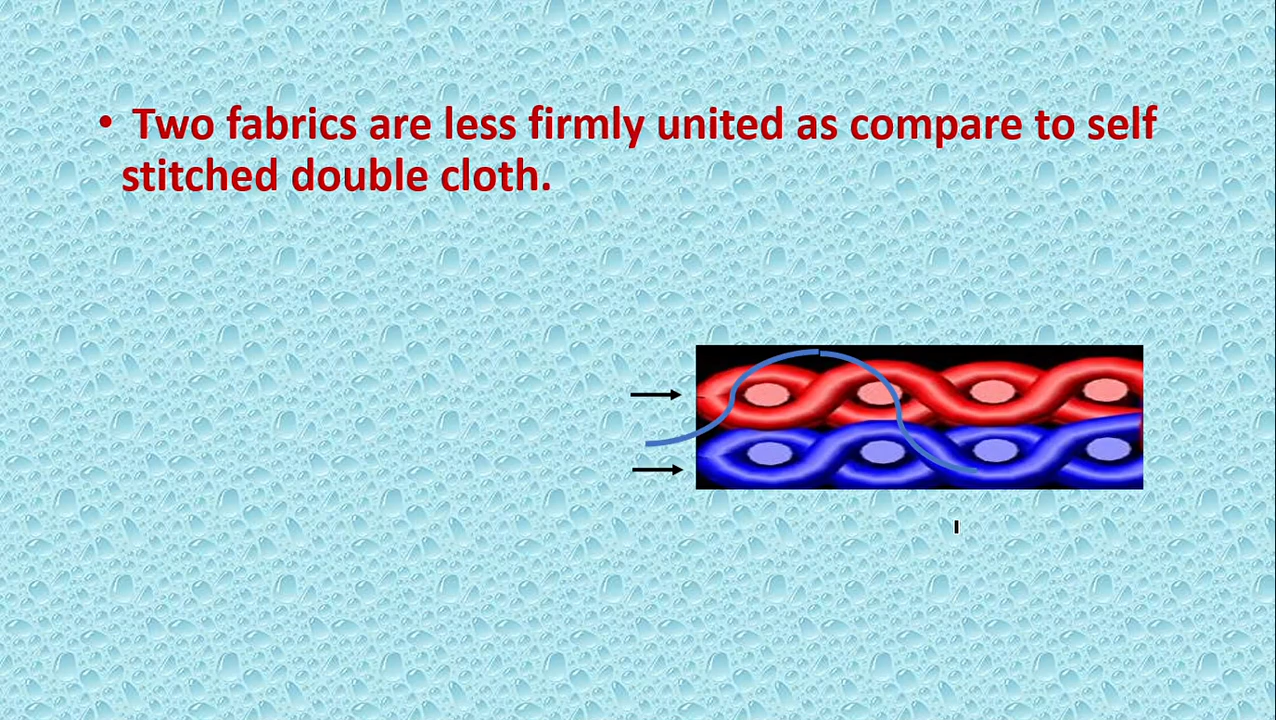 • Two fabrics are less firmly united as compare to self
stitched double cloth.